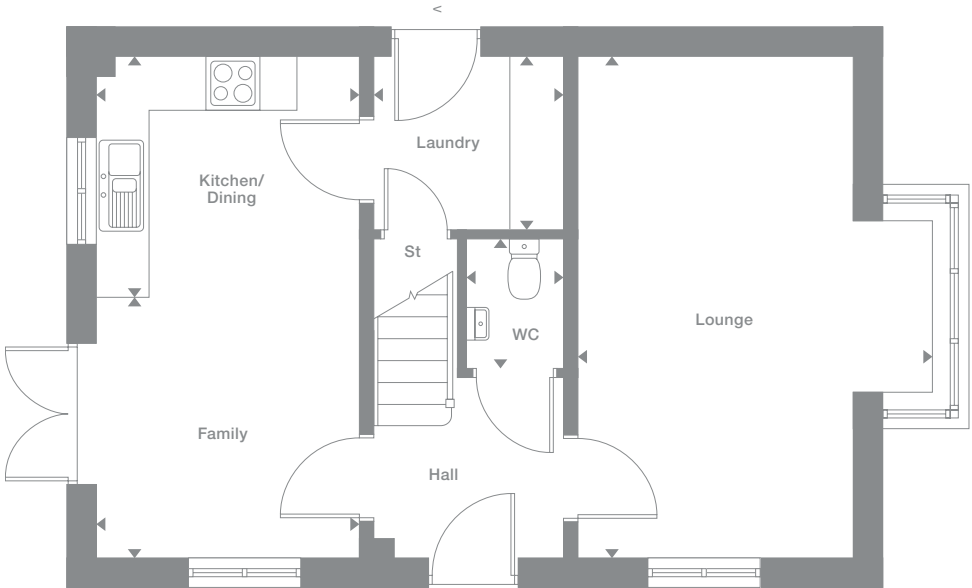 <
Laundry
Kitchen/
Dining
St
Lounge
WC
Family
Hall